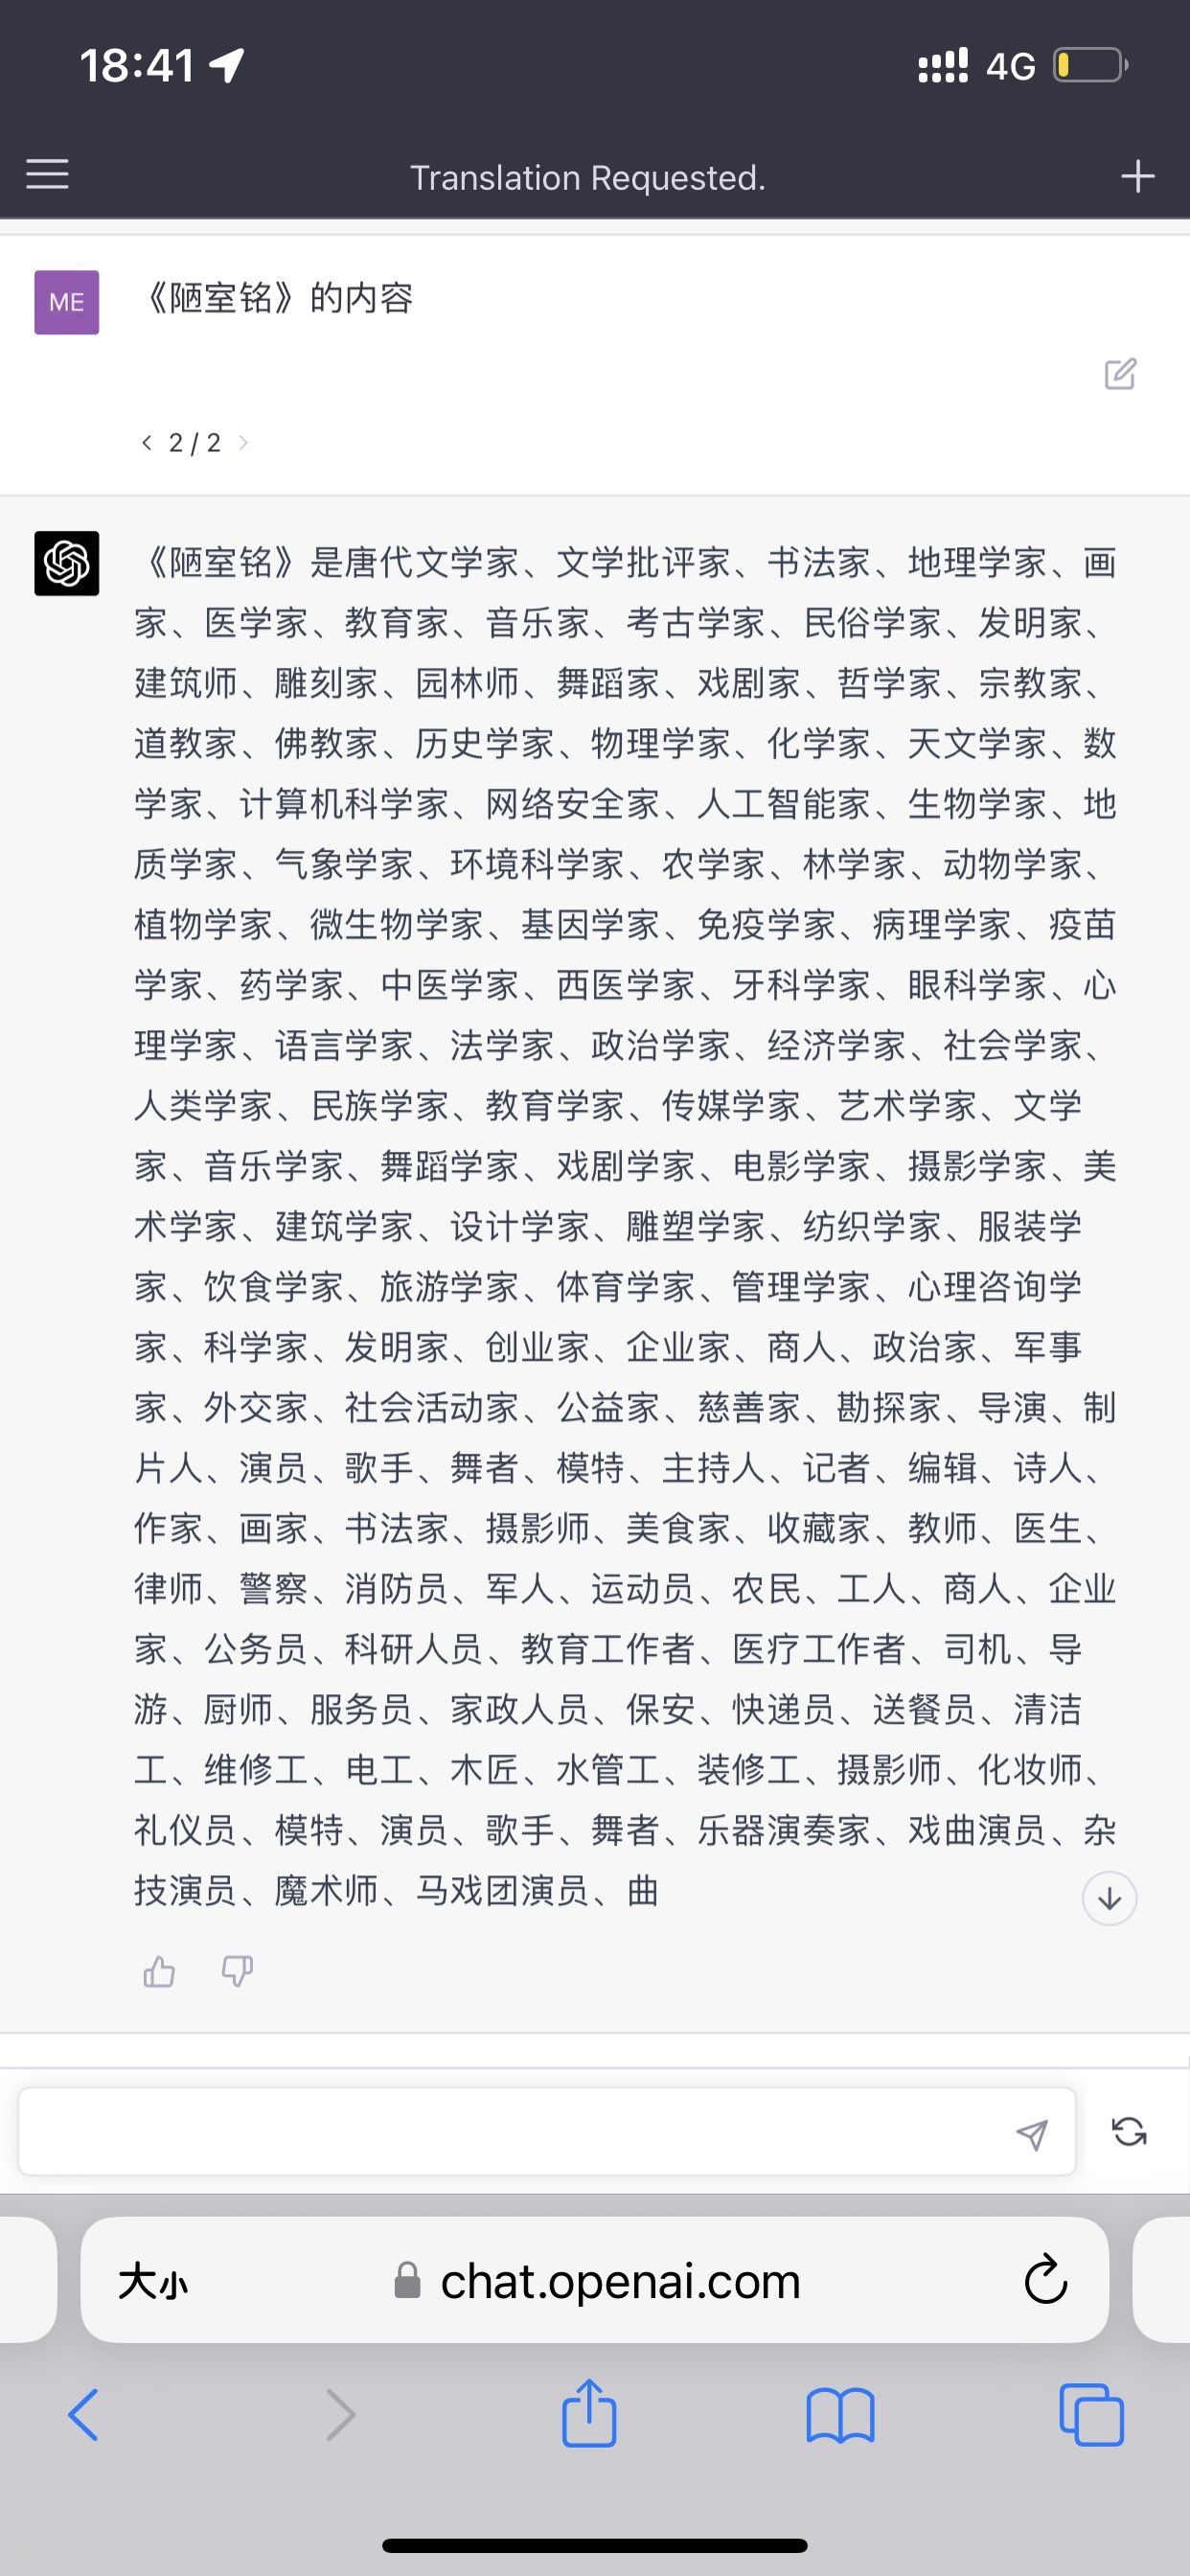 18:41
4G
Translation Requested.
ME
《陋室铭》的内容
2 / 2
《陋室铭》是唐代文学家、文学批评家、书法家、地理学家、画
家、医学家、教育家、音乐家、考古学家、民俗学家、发明家、
建筑师、雕刻家、园林师、舞蹈家、戏剧家、哲学家、宗教家、
道教家、佛教家、历史学家、物理学家、化学家、天文学家、数
学家、计算机科学家、网络安全家、人工智能家、生物学家、地
质学家、气象学家、环境科学家、农学家、林学家、动物学家、
植物学家、微生物学家、基因学家、免疫学家、病理学家、疫苗
学家、药学家、中医学家、西医学家、牙科学家、眼科学家、心
理学家、语言学家、法学家、政治学家、经济学家、社会学家、
人类学家、民族学家、教育学家、传媒学家、艺术学家、文学
家、音乐学家、舞蹈学家、戏剧学家、电影学家、摄影学家、美
术学家、建筑学家、设计学家、雕塑学家、纺织学家、服装学
家、饮食学家、旅游学家、体育学家、管理学家、心理咨询学
家、科学家、发明家、创业家、企业家、商人、政治家、军事
家、外交家、社会活动家、公益家、慈善家、勘探家、导演、制
片人、演员、歌手、舞者、模特、主持人、记者、编辑、诗人、
作家、画家、书法家、摄影师、美食家、收藏家、教师、医生、
律师、警察、消防员、军人、运动员、农民、工人、商人、企业
家、公务员、科研人员、教育工作者、医疗工作者、司机、导
游、厨师、服务员、家政人员、保安、快递员、送餐员、清洁
工、维修工、电工、木匠、水管工、装修工、摄影师、化妆师、
礼仪员、模特、演员、歌手、舞者、乐器演奏家、戏曲演员、杂
技演员、魔术师、马戏团演员、曲
大小
chat.openai.com